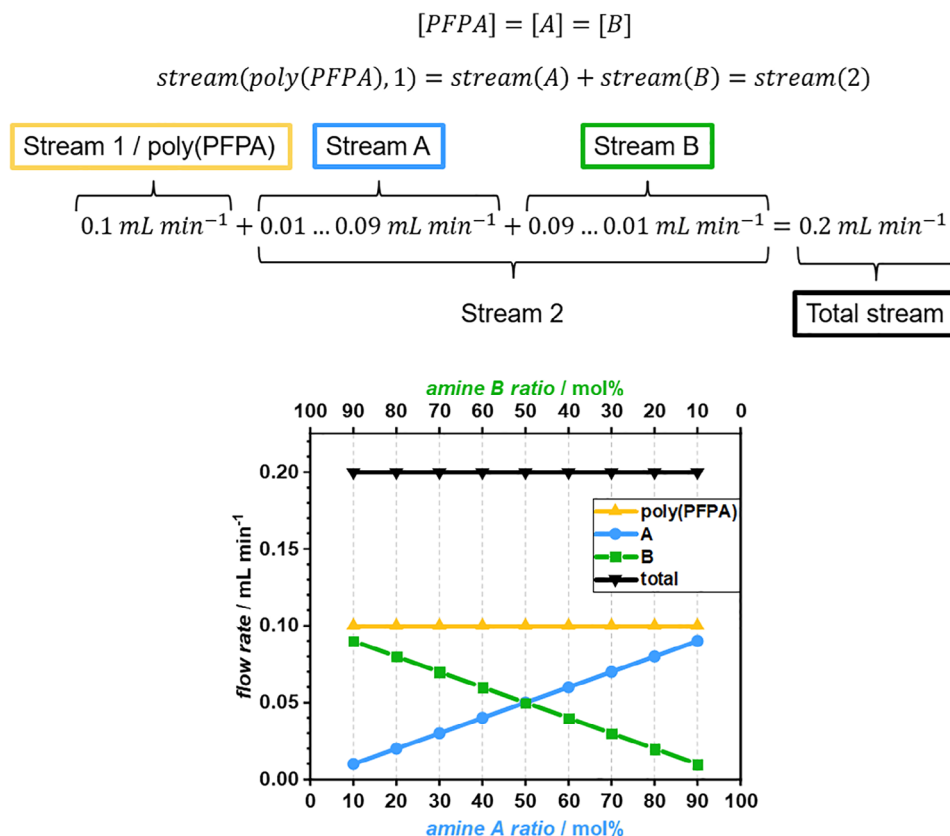 [PFPA] = [A] = [B]
stream(poly(PFPA), 1) = stream(A) + stream(B) = stream(2)
Stream 1 / poly(PFPA) Stream A Stream B
0.1 mL min⁻¹ + 0.01 … 0.09 mL min⁻¹ + 0.09 … 0.01 mL min⁻¹ = 0.2 mL min⁻¹
Stream 2 Total stream
amine B ratio / mol%
100 90 80 70 60 50 40 30 20 10 0
0.20
poly(PFPA)
A
B
total
0.15
0.10
0.05
0.00
flow rate / mL min⁻¹
0 10 20 30 40 50 60 70 80 90 100
amine A ratio / mol%